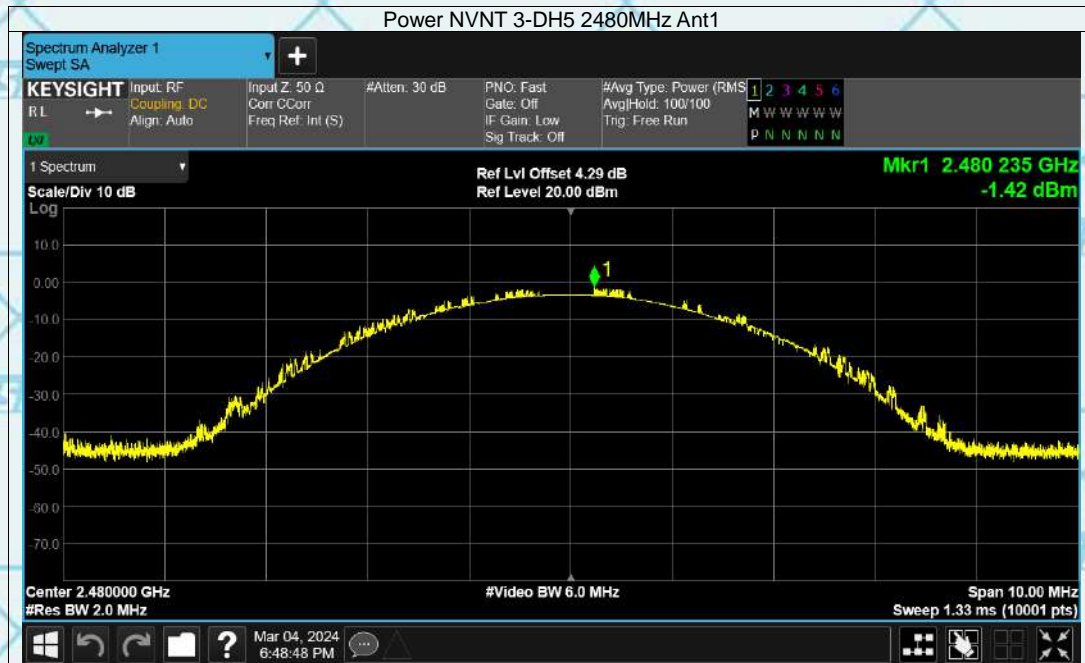 Power NVNT 3-DH5 2480MHz Ant1
Spectrum Analyzer 1
Swept SA
+
KEYSIGHT
RL
LXI
Input: RF
Coupling: DC
Align: Auto
Input Z: 50 Ω
Corr CCorr
Freq Ref: Int (S)
#Atten: 30 dB
PNO: Fast
Gate: Off
IF Gain: Low
Sig Track: Off
#Avg Type: Power (RMS
Avg|Hold: 100/100
Trig: Free Run
1 2 3 4 5 6
M W W W W W
P N N N N N
1 Spectrum
Scale/Div 10 dB
Log
Ref Lvl Offset 4.29 dB
Ref Level 20.00 dBm
Mkr1 2.480 235 GHz
-1.42 dBm
1
10.0
0.00
-10.0
-20.0
-30.0
-40.0
-50.0
-60.0
-70.0
Center 2.480000 GHz
#Res BW 2.0 MHz
#Video BW 6.0 MHz
Span 10.00 MHz
Sweep 1.33 ms (10001 pts)
?
Mar 04, 2024
6:48:48 PM